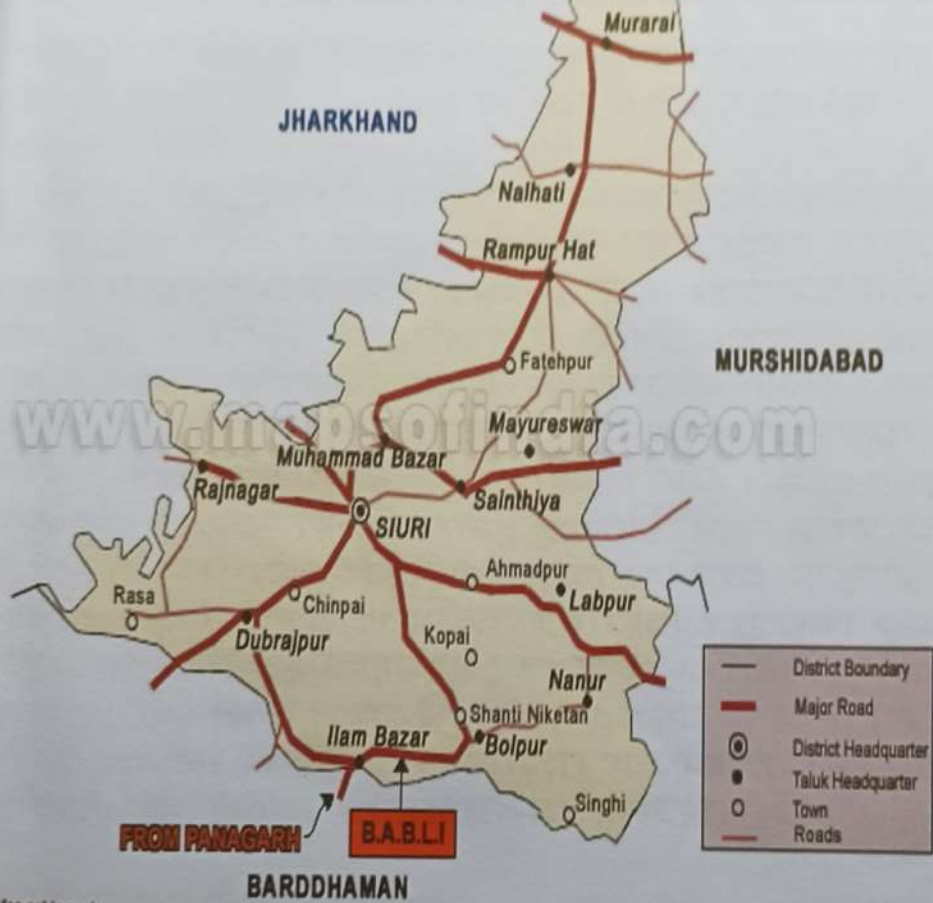 Murarai
JHARKHAND
Nalhati
Rampur Hat
Fatehpur
MURSHIDABAD
www.mapsofindia.com
Mayureswar
Muhammad Bazar
Rajnagar
Sainthiya
SIURI
Ahmadpur
Rasa
Chinpai
Labpur
Dubrajpur
Kopai
Nanur
Shanti Niketan
Ilam Bazar
Bolpur
Singhi
FROM PANAGARH
B.A.B.L.I
BARDDHAMAN
District Boundary
Major Road
District Headquarter
Taluk Headquarter
Town
Roads